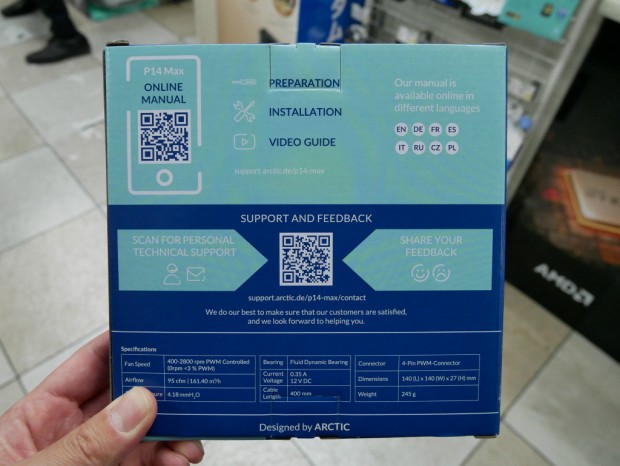 P14 Max
ONLINE
MANUAL
PREPARATION
INSTALLATION
VIDEO GUIDE
support.arctic.de/p14-max
Our manual is
available online in
different languages
EN DE FR ES
IT RU CZ PL
SUPPORT AND FEEDBACK
SCAN FOR PERSONAL
TECHNICAL SUPPORT
SHARE YOUR
FEEDBACK
support.arctic.de/p14-max/contact
We do our best to make sure that our customers are satisfied,
and we look forward to helping you.
Specifications
Fan Speed 400-2800 rpm PWM Controlled
(0rpm <3 % PWM)
Airflow 95 cfm | 161.40 m³/h
4.18 mmH₂O
Bearing Fluid Dynamic Bearing
Current 0.35 A
Voltage 12 V DC
Cable
Length 400 mm
Connector 4-Pin PWM-Connector
Dimensions 140 (L) x 140 (W) x 27 (H) mm
Weight 245 g
Designed by ARCTIC
AMD